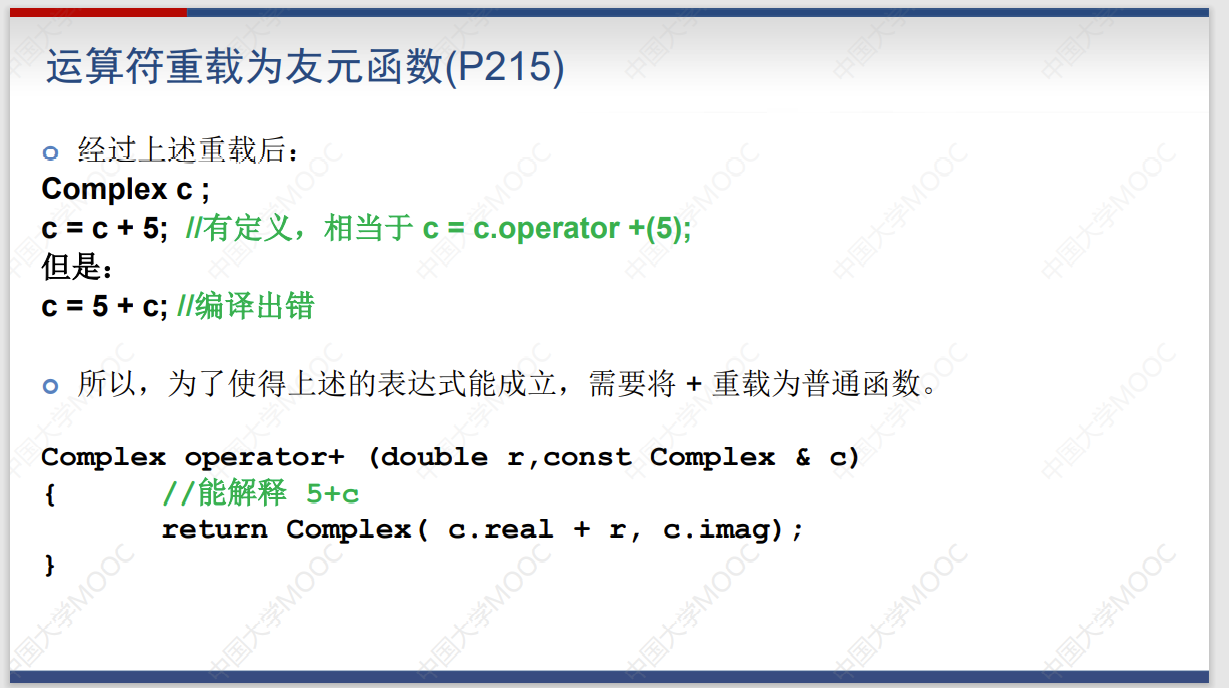 运算符重载为友元函数(P215)
经过上述重载后：
Complex c ;
c = c + 5; //有定义，相当于 c = c.operator +(5);
但是：
c = 5 + c; //编译出错
所以，为了使得上述的表达式能成立，需要将 + 重载为普通函数。
Complex operator+ (double r,const Complex & c)
{ //能解释 5+c
return Complex( c.real + r, c.imag);
}
中国大学MOOC